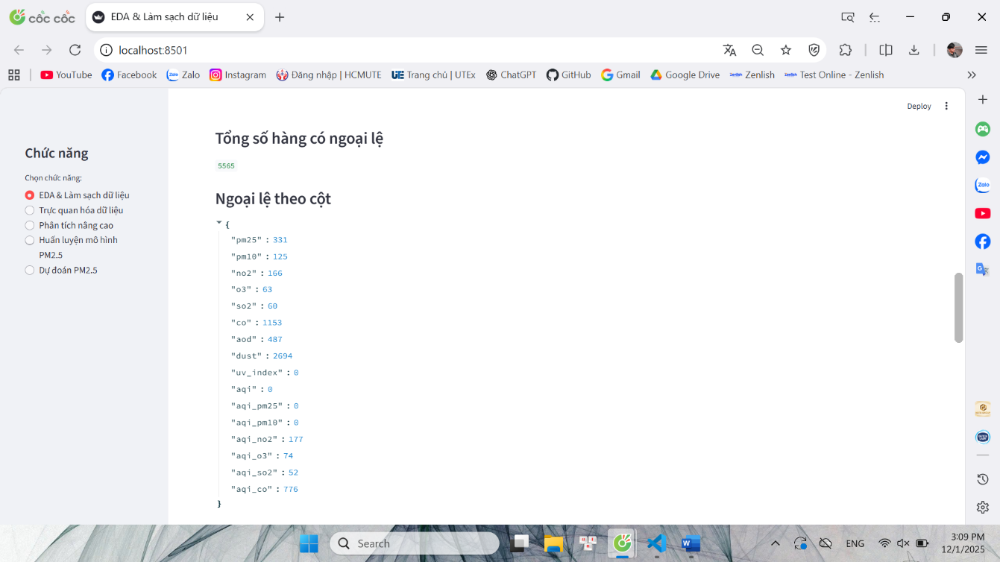 cốc cốc
EDA & Làm sạch dữ liệu
localhost:8501
YouTube
Facebook
Zalo
Instagram
Đăng nhập | HCMUTE
Trang chủ | UTEx
ChatGPT
GitHub
Gmail
Google Drive
Zenlish
Test Online - Zenlish
Deploy
Chức năng
Chọn chức năng:
EDA & Làm sạch dữ liệu
Trực quan hóa dữ liệu
Phân tích nâng cao
Huấn luyện mô hình
PM2.5
Dự đoán PM2.5
Tổng số hàng có ngoại lệ
5565
Ngoại lệ theo cột
{
"pm25" : 331
"pm10" : 125
"no2" : 166
"o3" : 63
"so2" : 60
"co" : 1153
"aod" : 487
"dust" : 2694
"uv_index" : 0
"aqi" : 0
"aqi_pm25" : 0
"aqi_pm10" : 0
"aqi_no2" : 177
"aqi_o3" : 74
"aqi_so2" : 52
"aqi_co" : 776
}
Search
ENG
3:09 PM
12/1/2025